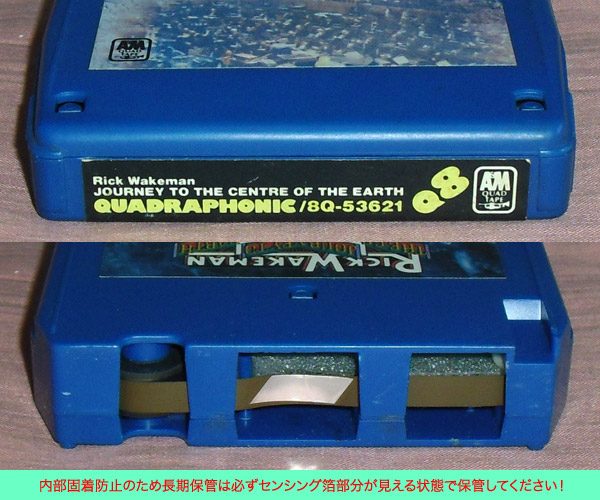 A&M
Rick Wakeman
JOURNEY TO THE CENTRE OF THE EARTH
QUADRAPHONIC/8Q-53621
Q8
A&M
QUAD
TAPE
RICK WAKEMAN
内部固着防止のため長期保管は必ずセンシング箔部分が見える状態で保管してください！